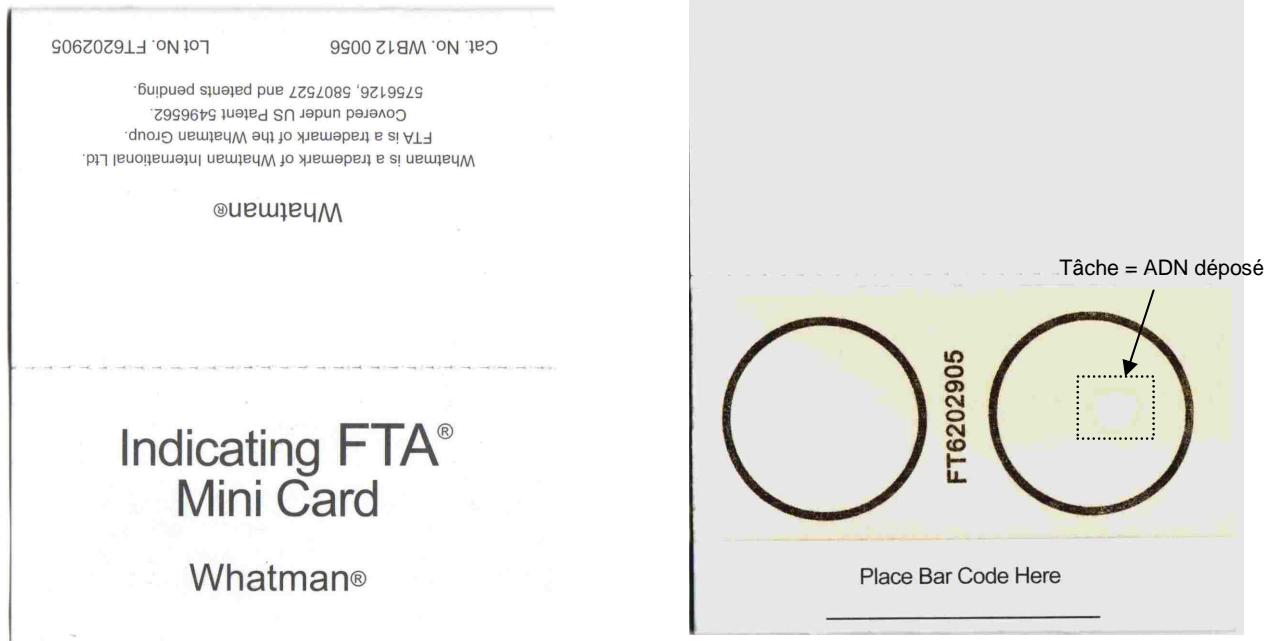 Cat. No. WB12 0056 Lot No. FT6202905
5756126, 5807527 and patents pending.
Covered under US Patent 5496562.
FTA is a trademark of the Whatman Group.
Whatman is a trademark of Whatman International Ltd.
Whatman®
Indicating FTA®
Mini Card
Whatman®
Tâche = ADN déposé
FT6202905
Place Bar Code Here